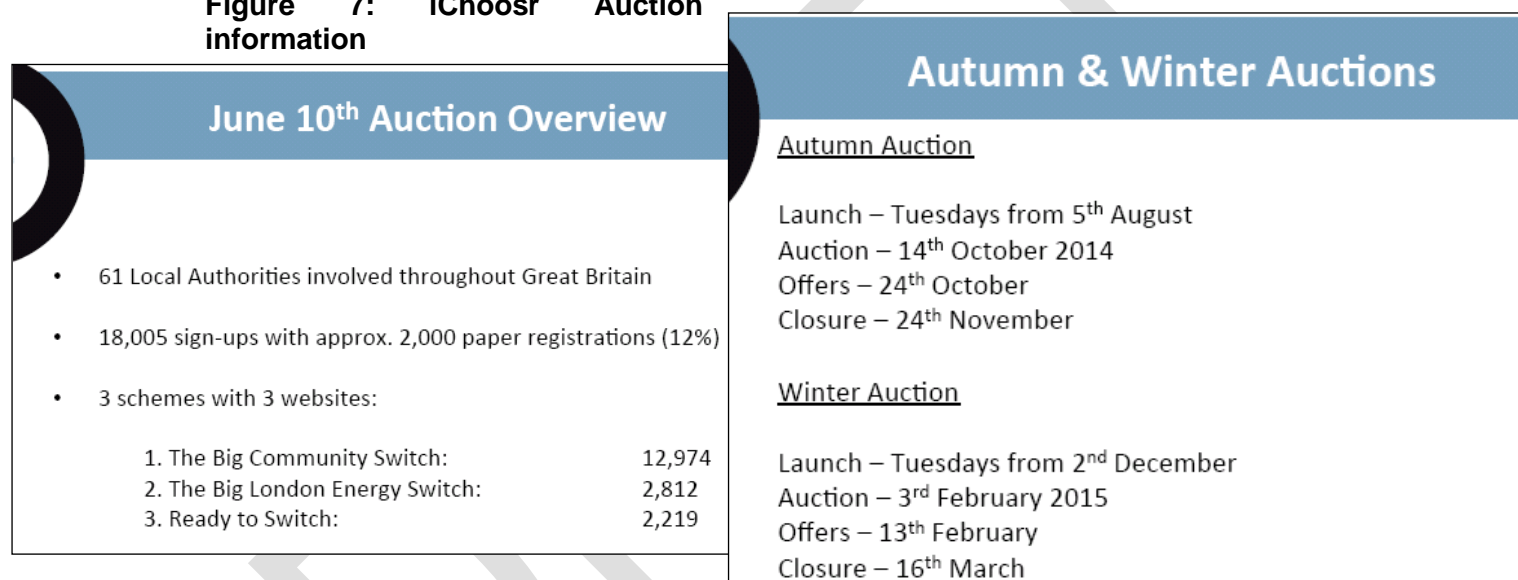 Figure 7: iChoosr Auction
information
June 10th Auction Overview
• 61 Local Authorities involved throughout Great Britain
• 18,005 sign-ups with approx. 2,000 paper registrations (12%)
• 3 schemes with 3 websites:
1. The Big Community Switch: 12,974
2. The Big London Energy Switch: 2,812
3. Ready to Switch: 2,219
Autumn & Winter Auctions
Autumn Auction
Launch – Tuesdays from 5th August
Auction – 14th October 2014
Offers – 24th October
Closure – 24th November
Winter Auction
Launch – Tuesdays from 2nd December
Auction – 3rd February 2015
Offers – 13th February
Closure – 16th March